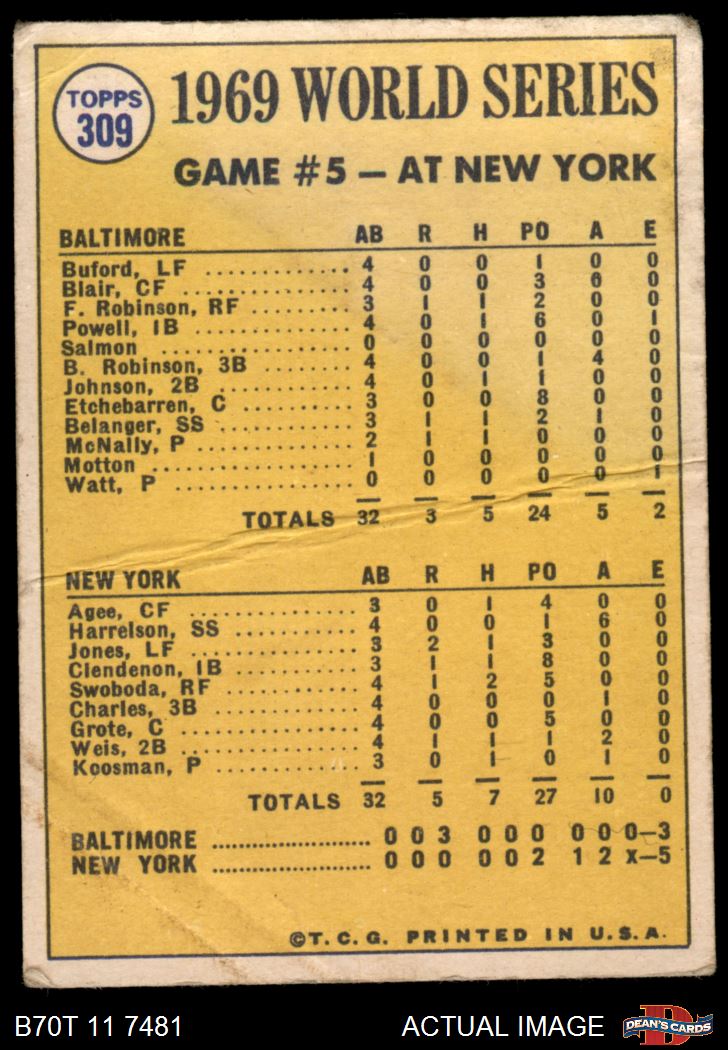 TOPPS
309
1969 WORLD SERIES
GAME #5 — AT NEW YORK
BALTIMORE AB R H PO A E
Buford, LF ............ 4 0 0 1 0 0
Blair, CF ............... 4 0 0 3 0 0
F. Robinson, RF ........ 3 1 1 2 0 0
Powell, 1B ............. 4 0 1 6 0 1
Salmon ................. 0 0 0 0 0 0
B. Robinson, 3B ........ 4 0 0 1 4 0
Johnson, 2B ............ 4 0 1 1 0 0
Etchebarren, C ......... 3 0 0 8 0 0
Belanger, SS ........... 3 1 1 2 1 0
McNally, P ............. 2 1 1 0 0 0
Motton ................. 1 0 0 0 0 0
Watt, P ................ 0 0 0 0 0 1
TOTALS 32 3 5 24 5 2
NEW YORK AB R H PO A E
Agee, CF ............... 3 0 1 4 0 0
Harrelson, SS .......... 4 0 0 1 6 0
Jones, LF .............. 3 2 1 3 0 0
Clendenon, 1B .......... 3 1 1 8 0 0
Swoboda, RF ............ 4 1 2 5 0 0
Charles, 3B ............ 4 0 0 0 1 0
Grote, C ............... 4 0 0 5 0 0
Weis, 2B ............... 4 1 1 1 2 0
Koosman, P ............. 3 0 1 0 1 0
TOTALS 32 5 7 27 10 0
BALTIMORE ........................ 0 0 3 0 0 0 0 0 0—3
NEW YORK ........................ 0 0 0 0 0 2 1 2 x—5
©T. C. G. PRINTED IN U.S.A.
B70T 11 7481 ACTUAL IMAGE
D
DEAN'S CARDS